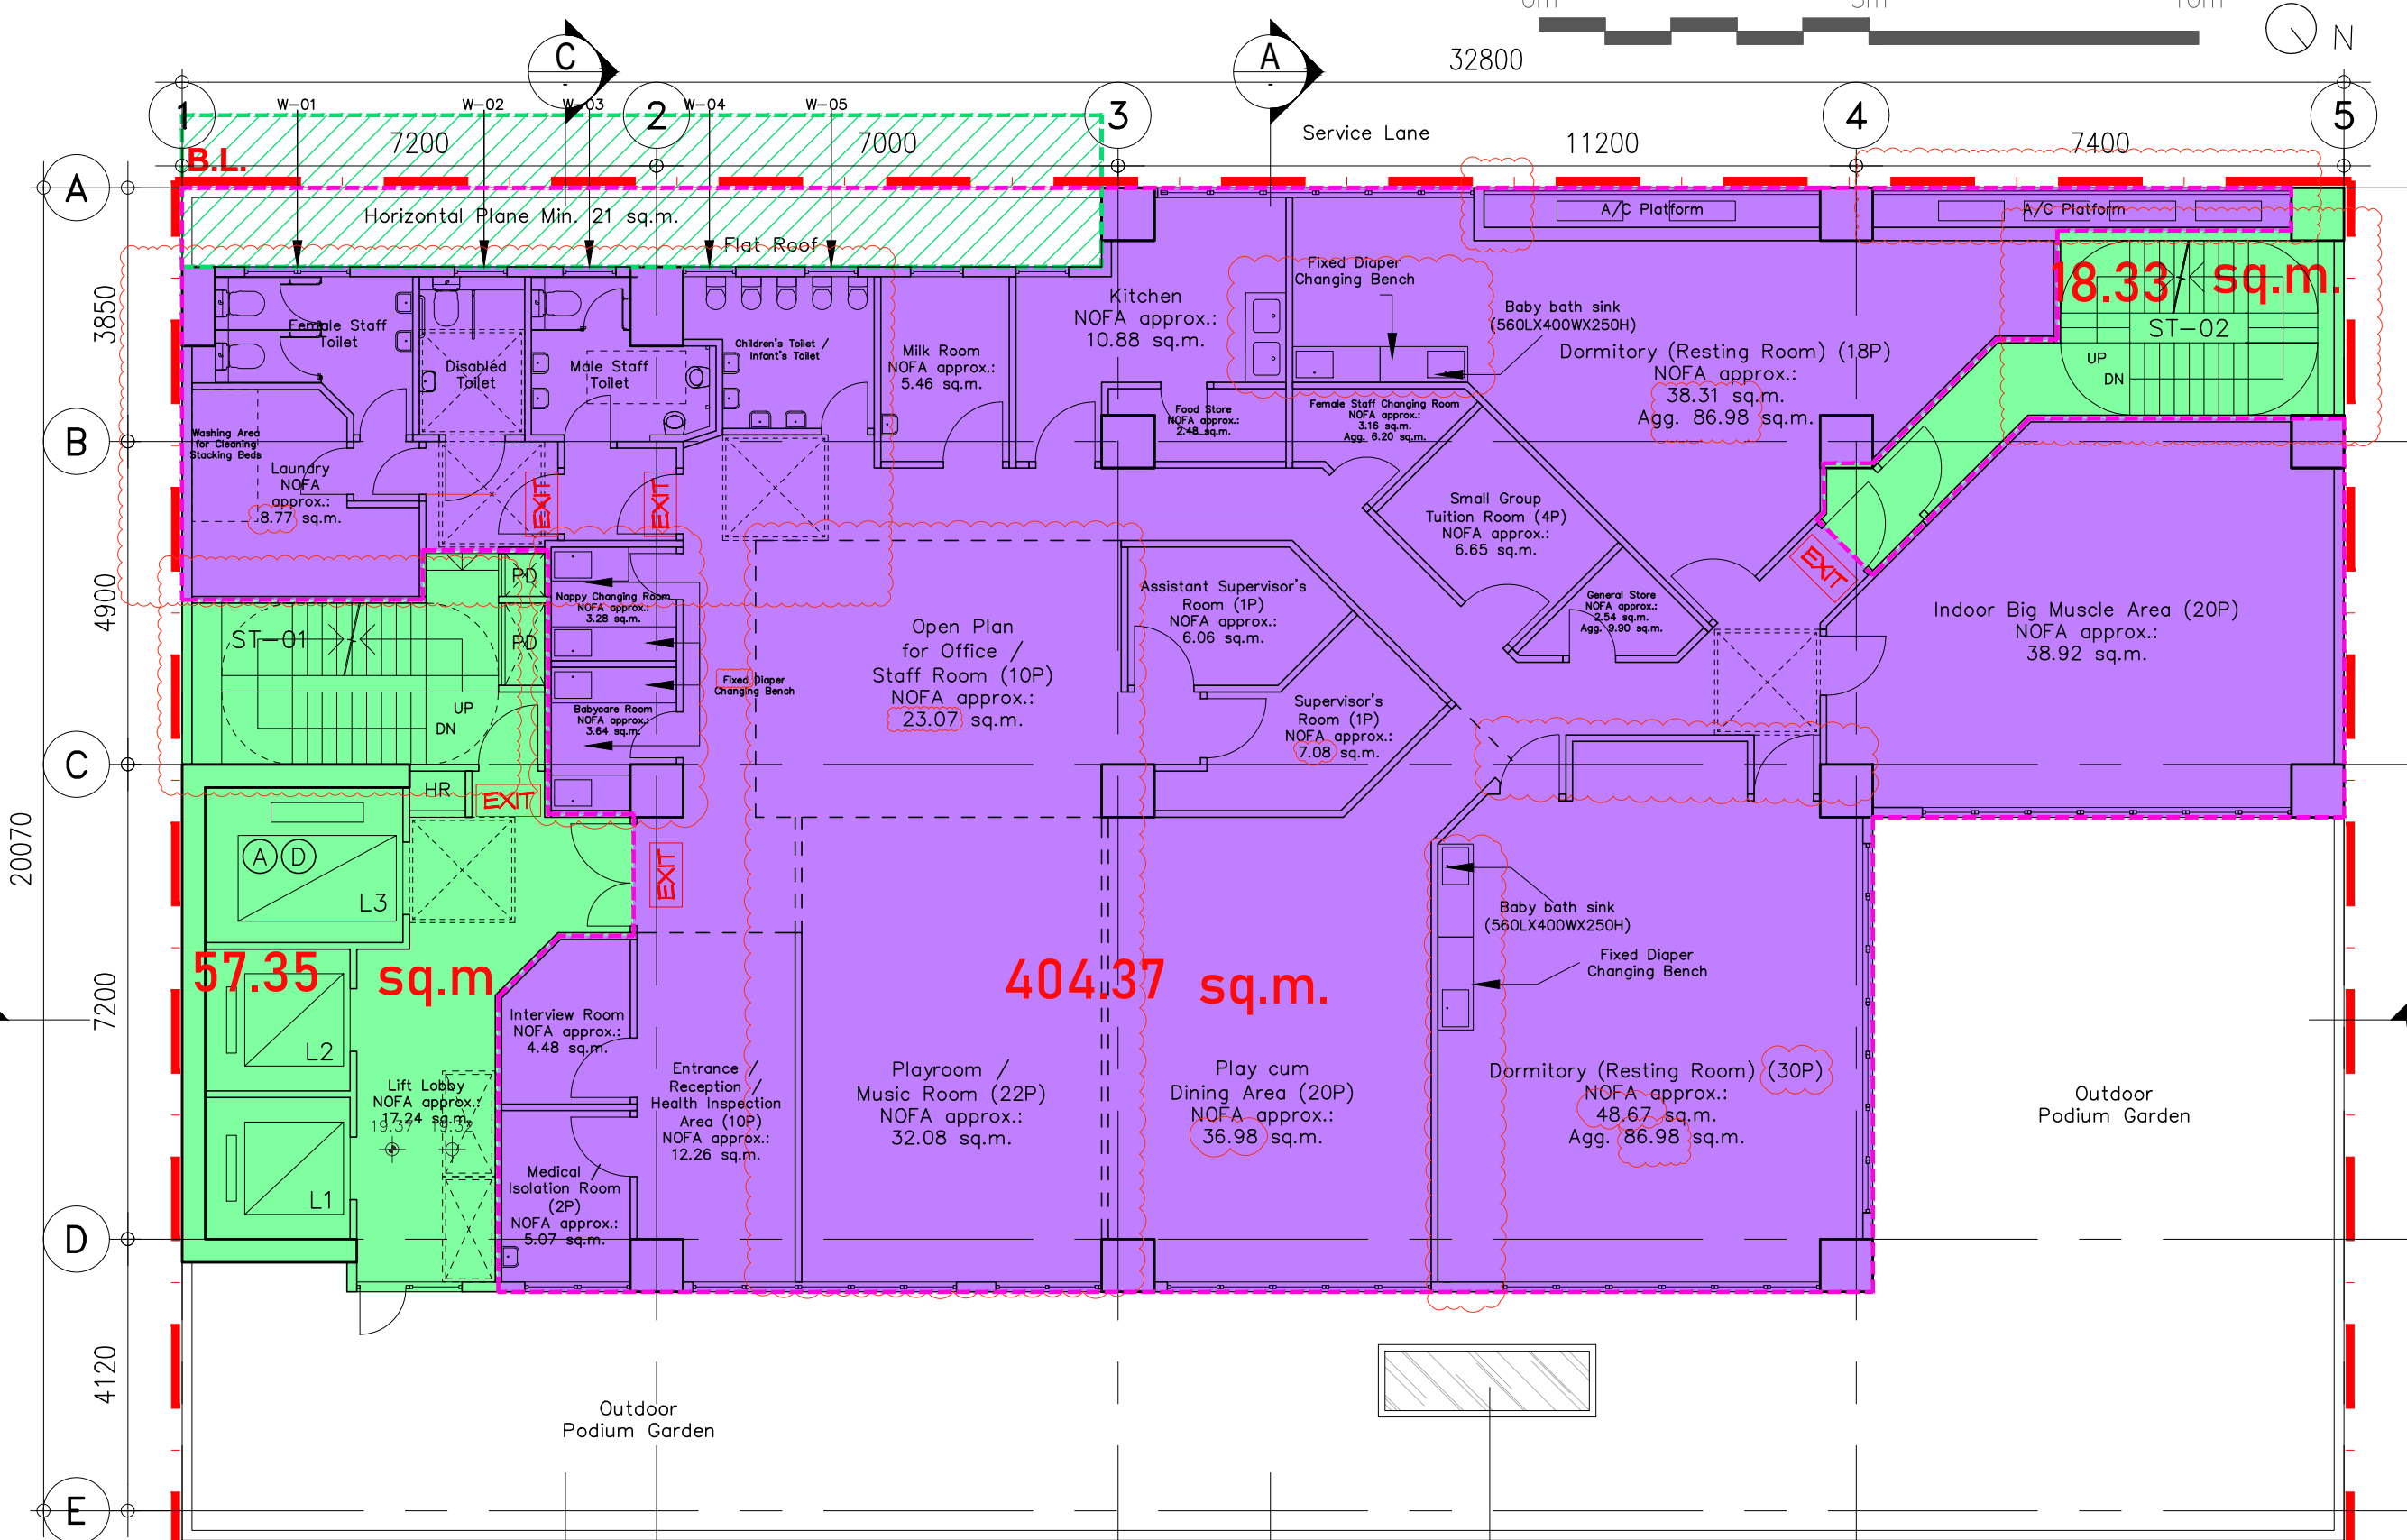 0m 5m 10m
N
C
-
A
-
32800
1
2
3
4
5
W-01
W-02
W-03
W-04
W-05
7200
7000
Service Lane
11200
7400
B.L.
A
Horizontal Plane Min. 21 sq.m.
Flat Roof
A/C Platform
A/C Platform
3850
Female Staff
Toilet
Disabled
Toilet
Male Staff
Toilet
Children's Toilet /
Infant's Toilet
Milk Room
NOFA approx.:
5.46 sq.m.
Kitchen
NOFA approx.:
10.88 sq.m.
Fixed Diaper
Changing Bench
Baby bath sink
(560LX400WX250H)
Dormitory (Resting Room) (18P)
NOFA approx.:
38.31 sq.m.
Agg. 86.98 sq.m.
18.33 sq.m.
ST-02
UP
DN
Food Store
NOFA approx.:
2.48 sq.m.
Female Staff Changing Room
NOFA approx.:
3.16 sq.m.
Agg. 6.20 sq.m.
B
Washing Area
for Cleaning
Stacking Beds
Laundry
NOFA
approx.:
8.77 sq.m.
EXIT
EXIT
Small Group
Tuition Room (4P)
NOFA approx.:
6.65 sq.m.
EXIT
4900
PD
PD
ST-01
UP
DN
Nappy Changing Room
NOFA approx.:
3.28 sq.m.
Fixed Diaper
Changing Bench
Babycare Room
NOFA approx.:
3.64 sq.m.
Open Plan
for Office /
Staff Room (10P)
NOFA approx.:
23.07 sq.m.
Assistant Supervisor's
Room (1P)
NOFA approx.:
6.06 sq.m.
Supervisor's
Room (1P)
NOFA approx.:
7.08 sq.m.
General Store
NOFA approx.:
2.54 sq.m.
Agg. 9.90 sq.m.
Indoor Big Muscle Area (20P)
NOFA approx.:
38.92 sq.m.
C
HR
EXIT
20070
A
D
L3
EXIT
Baby bath sink
(560LX400WX250H)
Fixed Diaper
Changing Bench
57.35 sq.m
404.37 sq.m.
7200
L2
Interview Room
NOFA approx.:
4.48 sq.m.
Lift Lobby
NOFA approx.:
17.24 sq.m.
19.37 19.32
Entrance /
Reception /
Health Inspection
Area (10P)
NOFA approx.:
12.26 sq.m.
Playroom /
Music Room (22P)
NOFA approx.:
32.08 sq.m.
Play cum
Dining Area (20P)
NOFA approx.:
36.98 sq.m.
Dormitory (Resting Room) (30P)
NOFA approx.:
48.67 sq.m.
Agg. 86.98 sq.m.
Outdoor
Podium Garden
L1
Medical /
Isolation Room
(2P)
NOFA approx.:
5.07 sq.m.
D
4120
Outdoor
Podium Garden
E